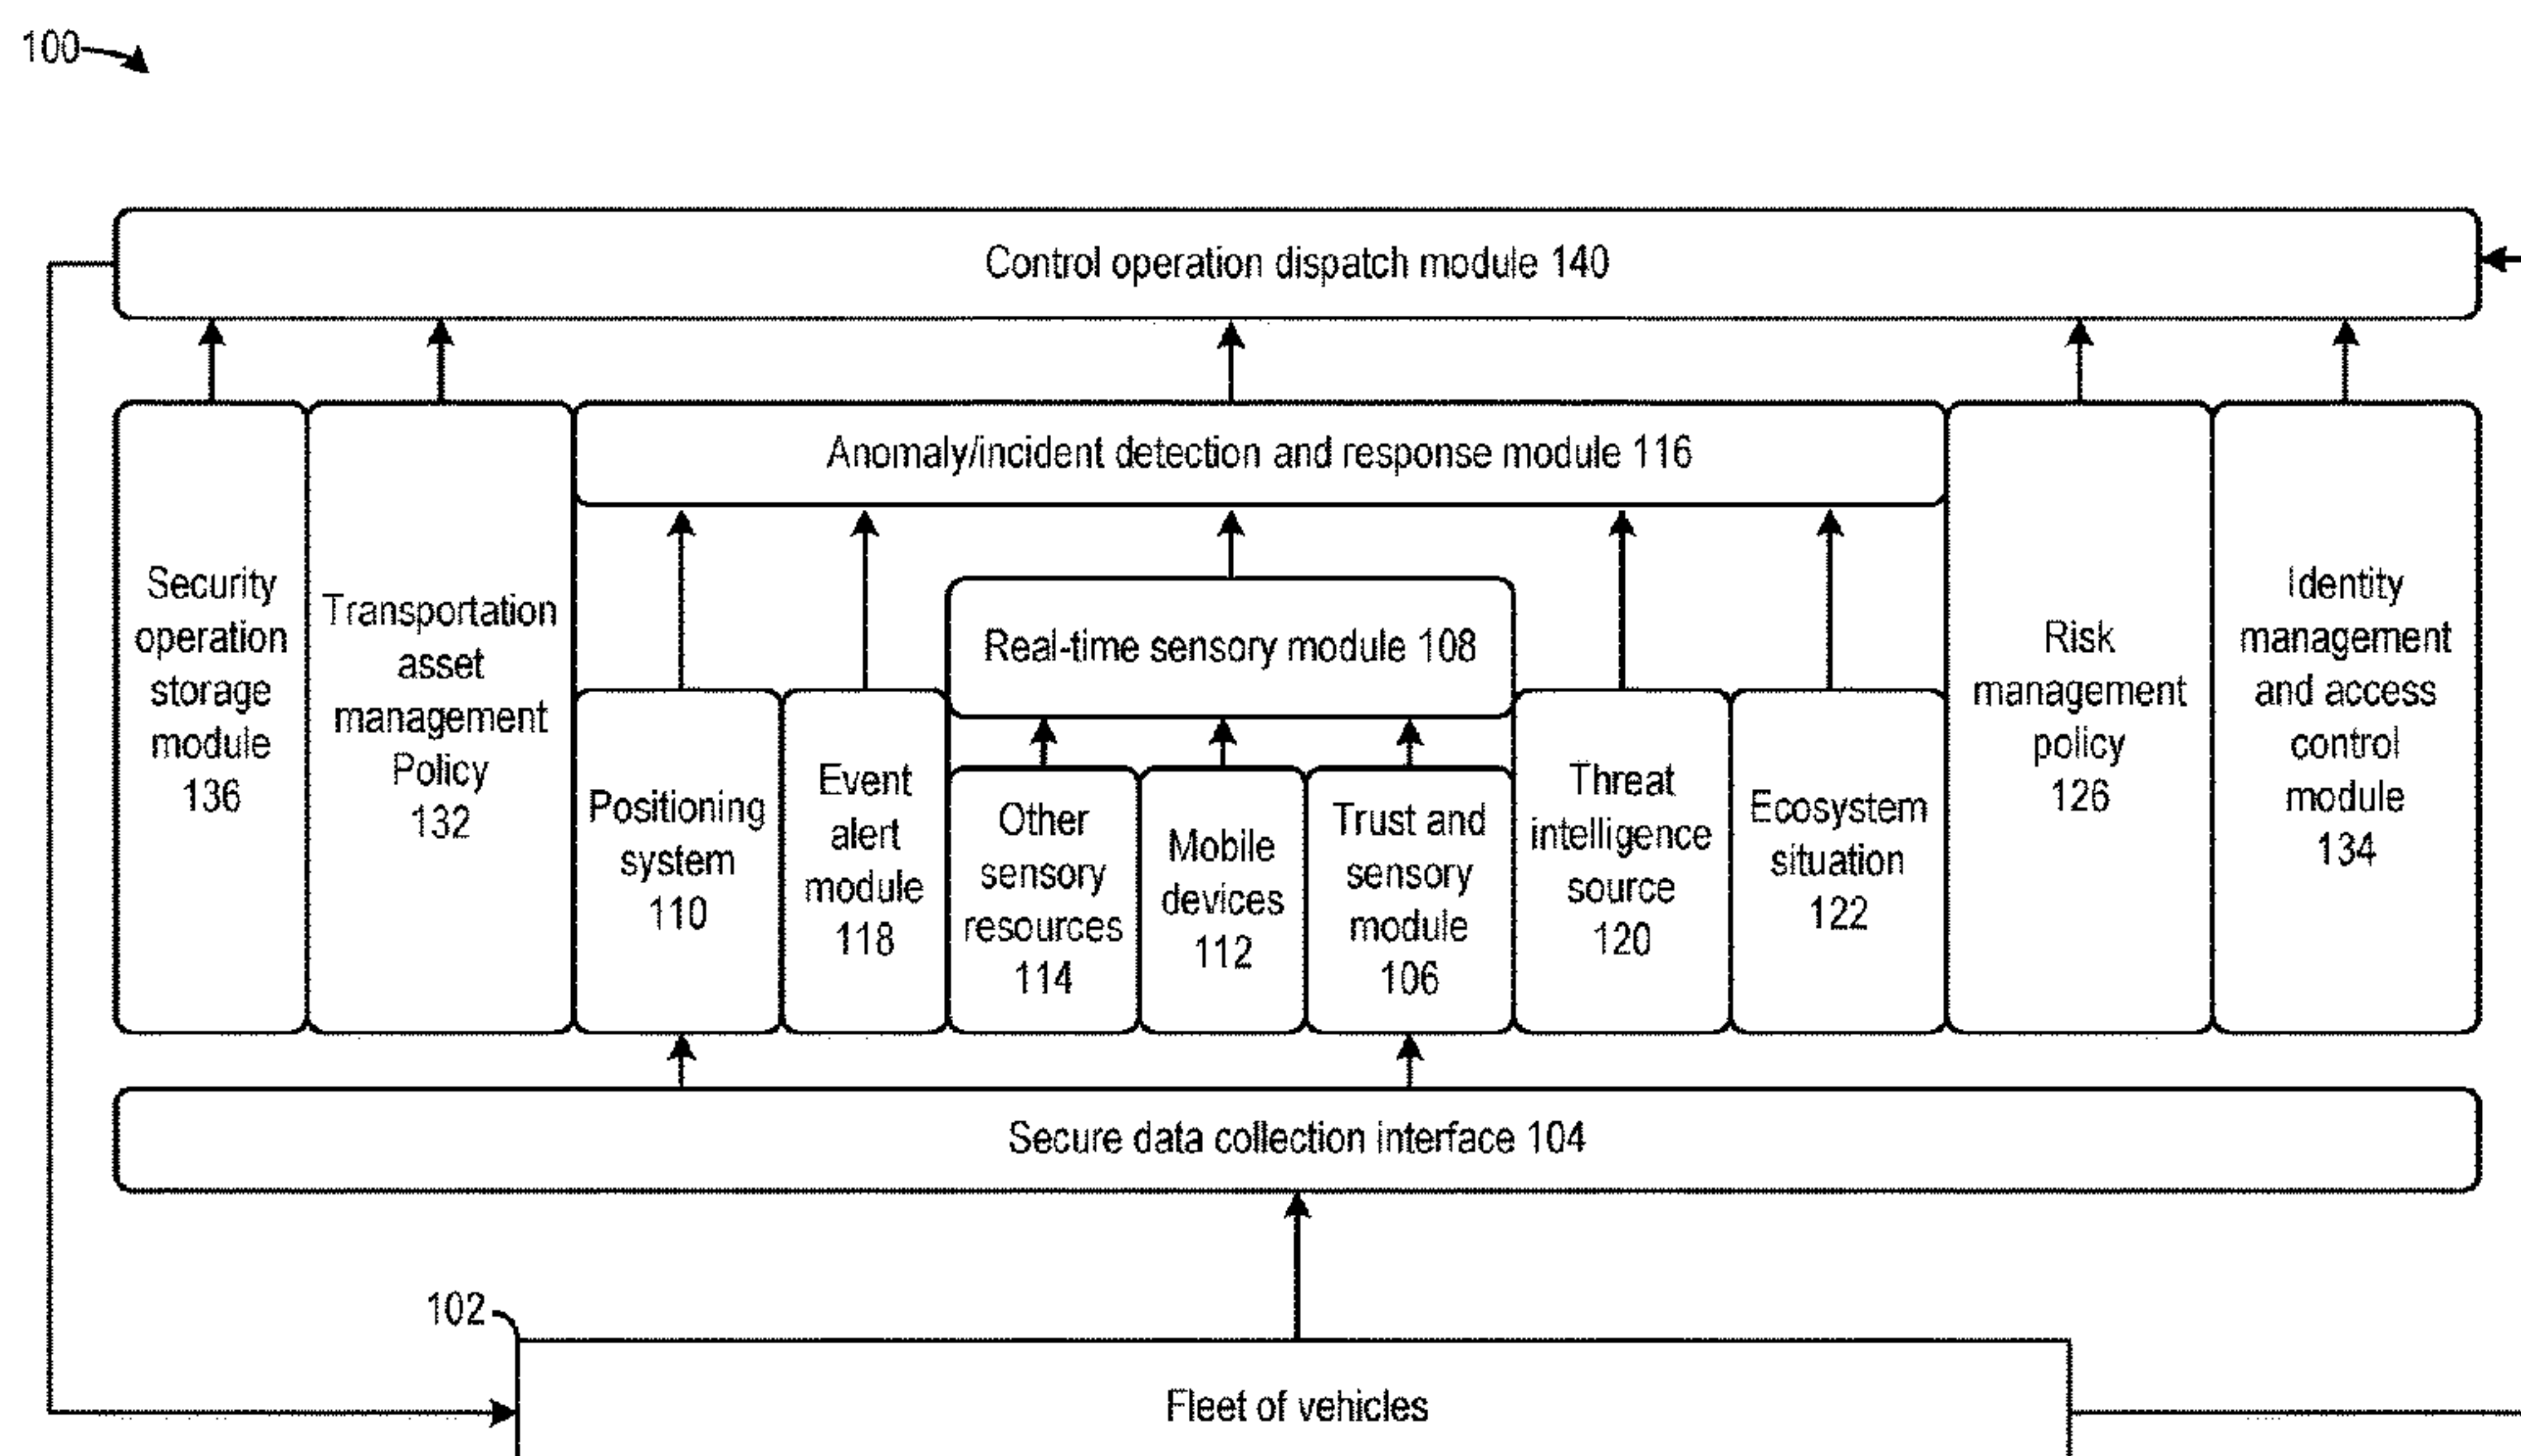 100
Control operation dispatch module 140
Anomaly/incident detection and response module 116
Security
operation
storage
module
136
Transportation
asset
management
Policy
132
Real-time sensory module 108
Positioning
system
110
Event
alert
module
118
Other
sensory
resources
114
Mobile
devices
112
Trust and
sensory
module
106
Threat
intelligence
source
120
Ecosystem
situation
122
Risk
management
policy
126
Identity
management
and access
control
module
134
Secure data collection interface 104
102
Fleet of vehicles